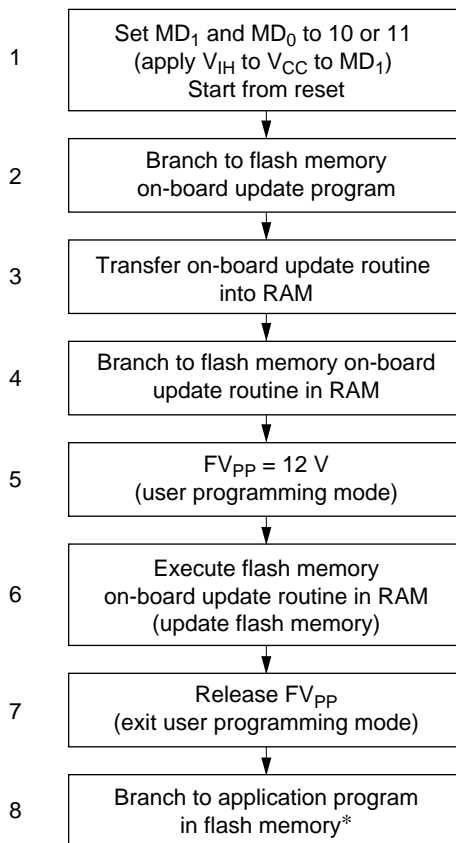 1
Set MD₁ and MD₀ to 10 or 11
(apply V_IH to V_CC to MD₁)
Start from reset
2
Branch to flash memory
on-board update program
3
Transfer on-board update routine
into RAM
4
Branch to flash memory on-board
update routine in RAM
5
FV_PP = 12 V
(user programming mode)
6
Execute flash memory
on-board update routine in RAM
(update flash memory)
7
Release FV_PP
(exit user programming mode)
8
Branch to application program
in flash memory*